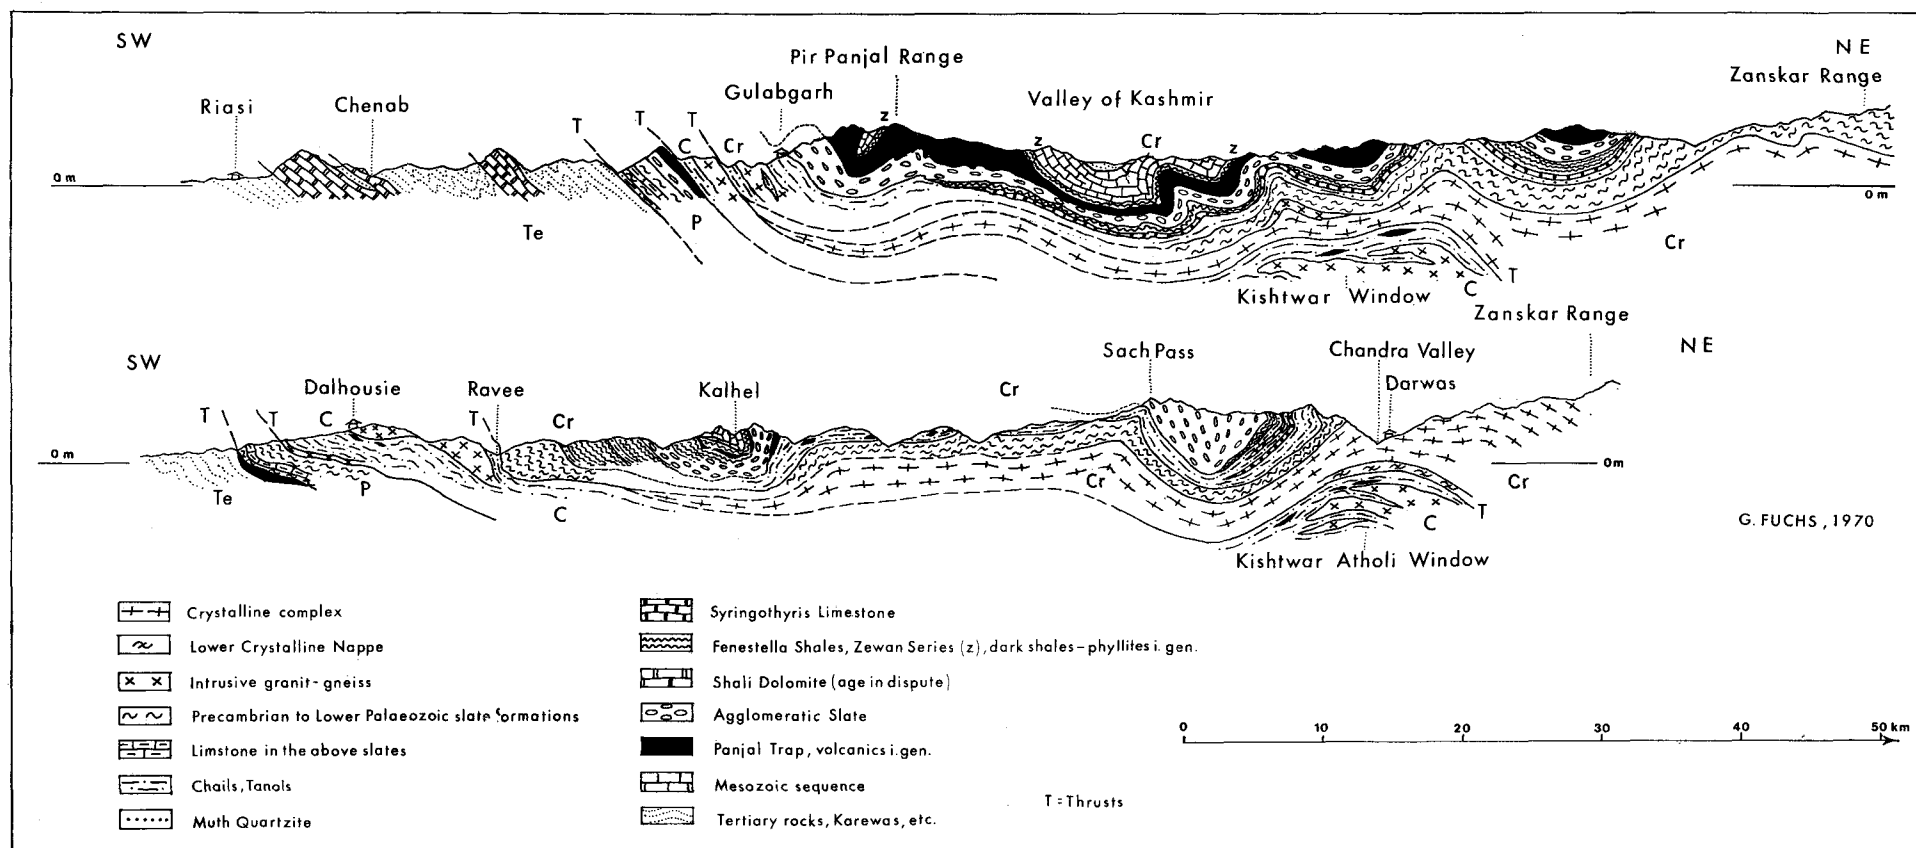 SW
NE
Pir Panjal Range
Zanskar Range
Gulabgarh
Valley of Kashmir
Riasi
Chenab
T
T
T
C
Cr
z
z
Cr
z
0 m
0 m
Te
P
Cr
T
C
Kishtwar Window
Zanskar Range
SW
NE
Sach Pass
Chandra Valley
Darwas
Dalhousie
Ravee
Kalhel
Cr
T
T
C
T
Cr
0 m
0m
Te
P
C
Cr
Cr
C
T
G. FUCHS, 1970
Kishtwar Atholi Window
Crystalline complex
Lower Crystalline Nappe
Intrusive granit-gneiss
Precambrian to Lower Palaeozoic slate formations
Limstone in the above slates
Chails, Tanols
Muth Quartzite
Syringothyris Limestone
Fenestella Shales, Zewan Series (z), dark shales-phyllites i. gen.
Shali Dolomite (age in dispute)
Agglomeratic Slate
Panjal Trap, volcanics i. gen.
Mesozoic sequence
Tertiary rocks, Karewas, etc.
0 10 20 30 40 50 km
T = Thrusts